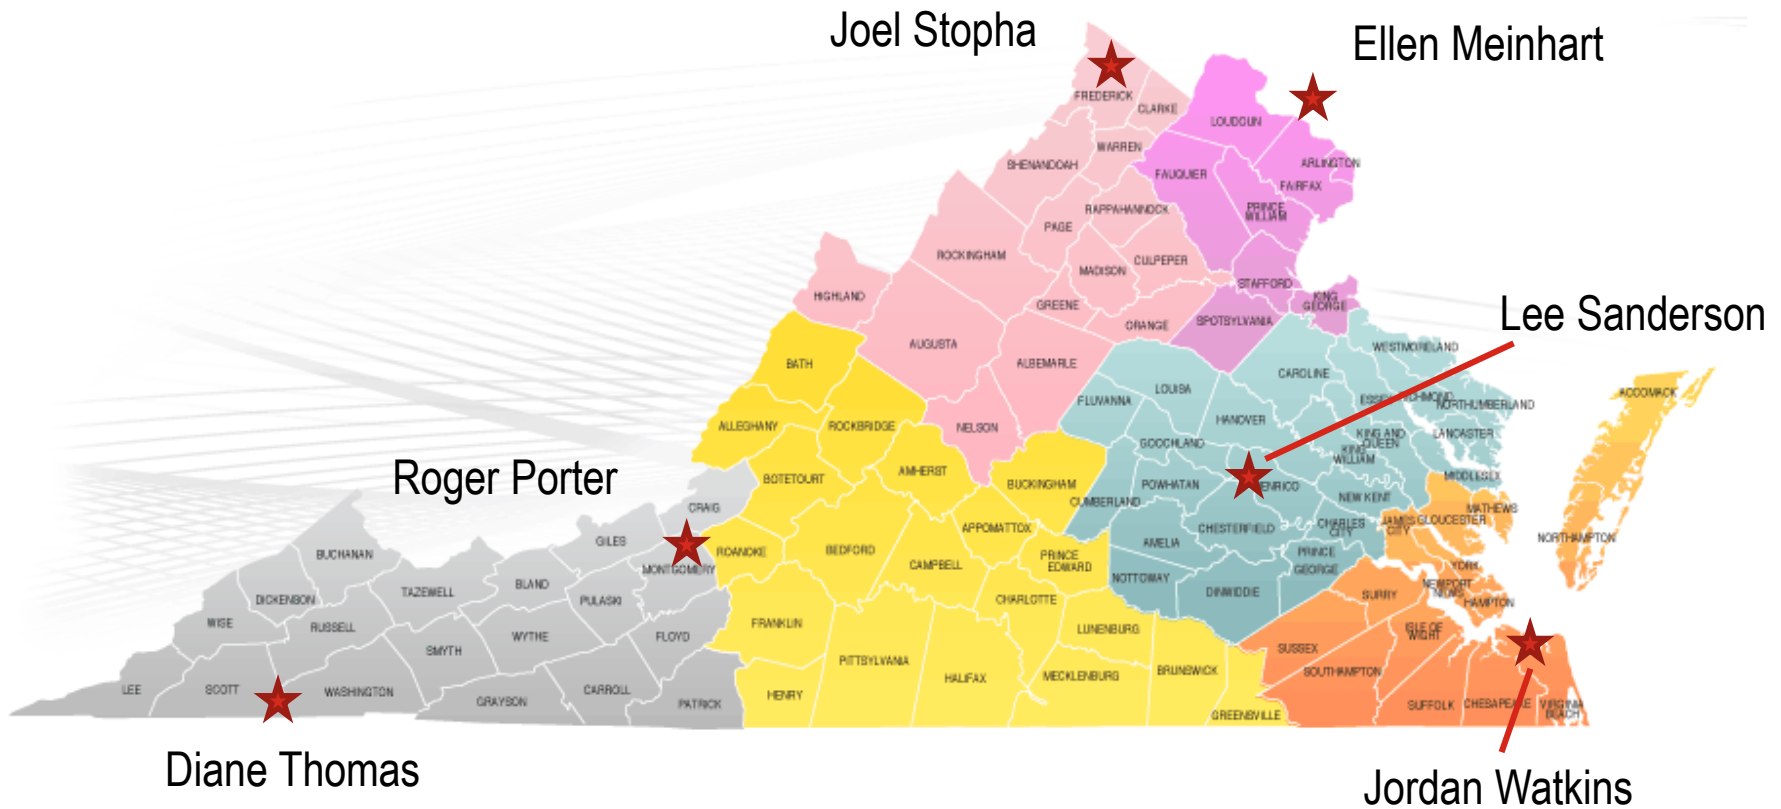 Joel Stopha
Ellen Meinhart
FREDERICK
CLARKE
LOUDOUN
WARREN
SHENANDOAH
ARLINGTON
FAUQUIER
FAIRFAX
RAPPAHANNOCK
PRINCE
WILLIAM
PAGE
ROCKINGHAM
CULPEPER
MADISON
STAFFORD
HIGHLAND
KING
GEORGE
GREENE
Lee Sanderson
ORANGE
SPOTSYLVANIA
AUGUSTA
WESTMORELAND
BATH
ALBEMARLE
CAROLINE
LOUISA
ACCOMACK
FLUVANNA
NORTHUMBERLAND
HANOVER
ALLEGHANY
ROCKBRIDGE
NELSON
KING AND
QUEEN
LANCASTER
GOOCHLAND
KING
WILLIAM
Roger Porter
BOTETOURT
AMHERST
BUCKINGHAM
POWHATAN
ENRICO
MIDDLESEX
CUMBERLAND
NEW KENT
CRAIG
MATHEWS
APPOMATTOX
CHESTERFIELD
CHARLES
CITY
JAMES
CITY
GLOUCESTER
NORTHAMPTON
GILES
BUCHANAN
ROANOKE
BEDFORD
AMELIA
PRINCE
GEORGE
PRINCE
EDWARD
CAMPBELL
YORK
MONTGOMERY
NOTTOWAY
BLAND
TAZEWELL
DINWIDDIE
SURRY
NEWPORT
NEWS
DICKENSON
PULASKI
CHARLOTTE
HAMPTON
WISE
RUSSELL
FRANKLIN
LUNENBURG
ISLE OF
WIGHT
WYTHE
FLOYD
SMYTH
SUSSEX
PITTSYLVANIA
BRUNSWICK
SOUTHAMPTON
LEE
SCOTT
WASHINGTON
CARROLL
HENRY
HALIFAX
MECKLENBURG
GRAYSON
PATRICK
SUFFOLK
CHESAPEAKE
VIRGINIA
BEACH
GREENSVILLE
Diane Thomas
Jordan Watkins